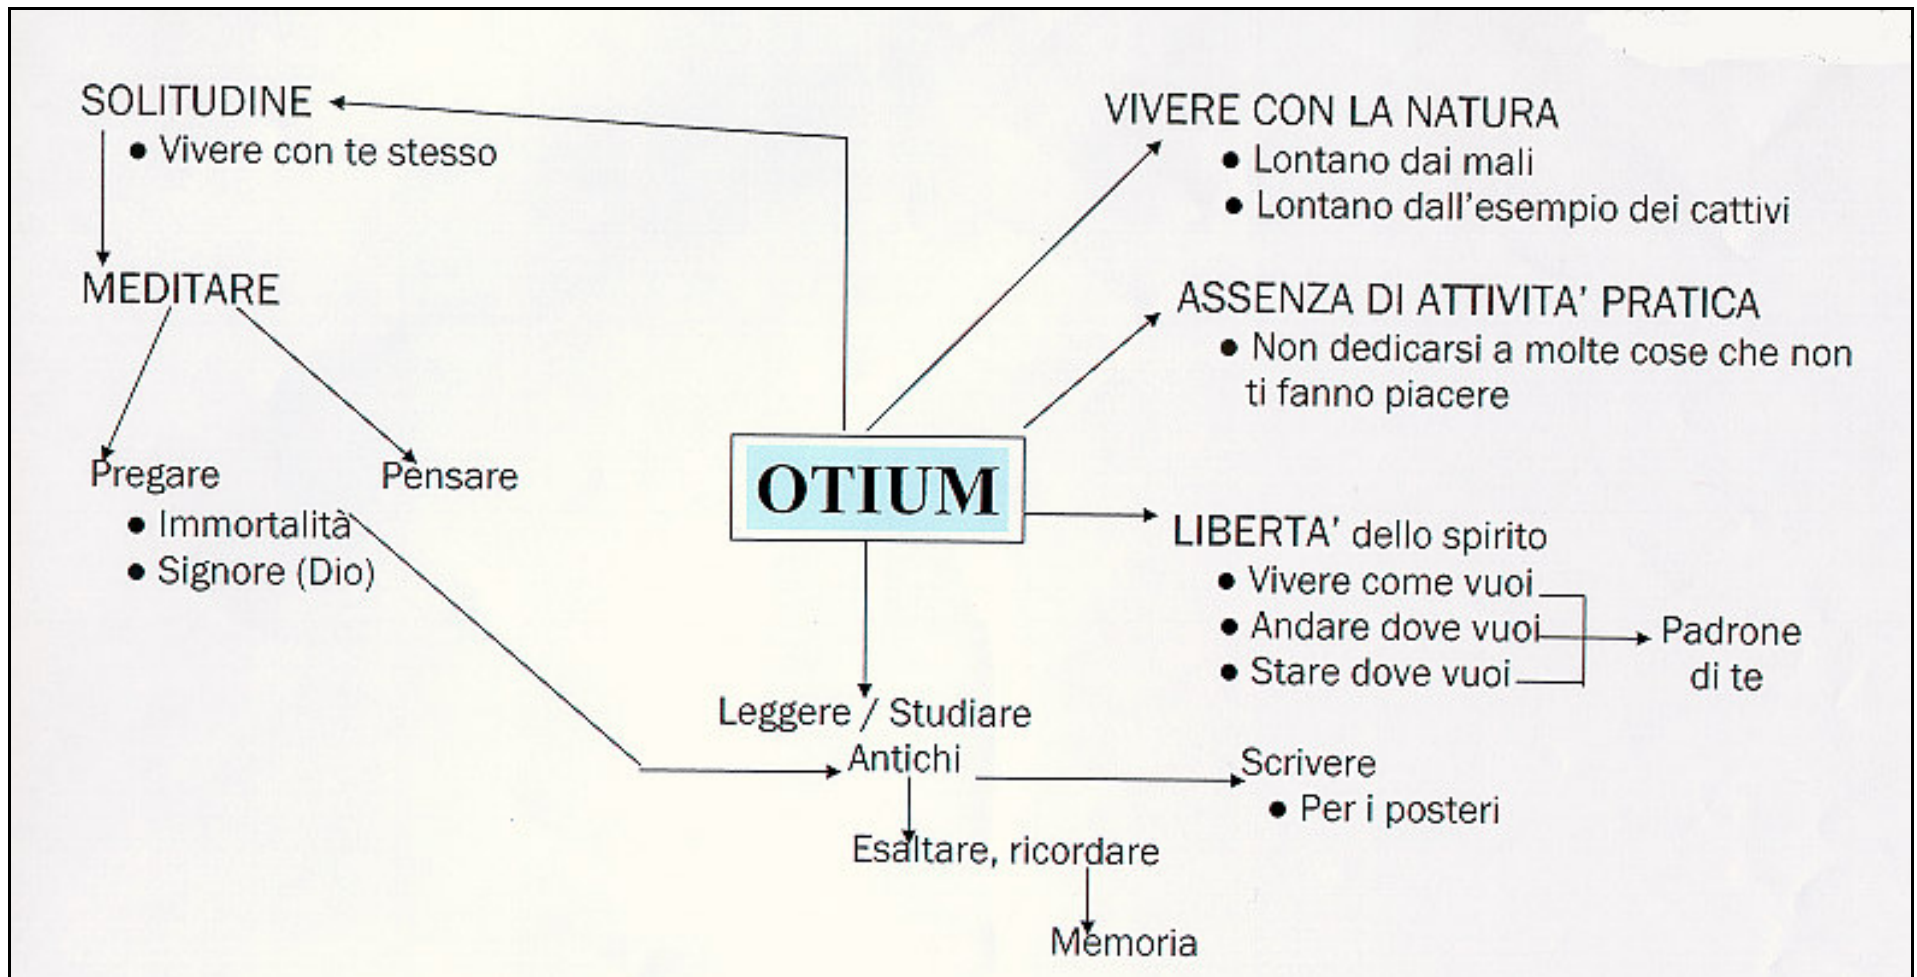 SOLITUDINE
● Vivere con te stesso
MEDITARE
Pregare
● Immortalità
● Signore (Dio)
Pensare
OTIUM
VIVERE CON LA NATURA
● Lontano dai mali
● Lontano dall'esempio dei cattivi
ASSENZA DI ATTIVITA' PRATICA
● Non dedicarsi a molte cose che non
ti fanno piacere
LIBERTA' dello spirito
● Vivere come vuoi
● Andare dove vuoi
● Stare dove vuoi
Padrone
di te
Leggere / Studiare
Antichi
Scrivere
● Per i posteri
Esaltare, ricordare
Memoria